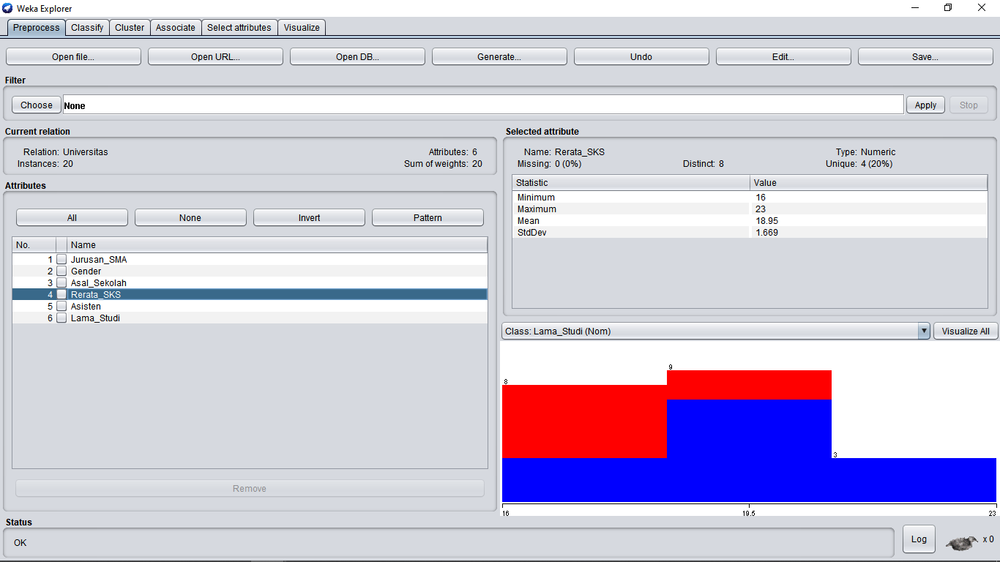 Weka Explorer
Preprocess Classify Cluster Associate Select attributes Visualize
Open file... Open URL... Open DB... Generate... Undo Edit... Save...
Filter
Choose None Apply Stop
Current relation
Relation: Universitas Attributes: 6
Instances: 20 Sum of weights: 20
Attributes
All None Invert Pattern
No. Name
1 Jurusan_SMA
2 Gender
3 Asal_Sekolah
4 Rerata_SKS
5 Asisten
6 Lama_Studi
Remove
Selected attribute
Name: Rerata_SKS Type: Numeric
Missing: 0 (0%) Distinct: 8 Unique: 4 (20%)
Statistic Value
Minimum 16
Maximum 23
Mean 18.95
StdDev 1.669
Class: Lama_Studi (Nom) Visualize All
8 9 3
16 19.5 23
Status
OK
Log x 0